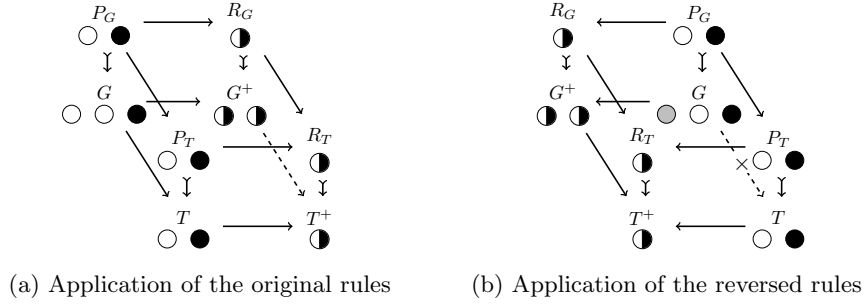 P_G R_G R_G P_G
G G^+ G^+ G
P_T R_T R_T P_T
T T^+ T^+ T
(a) Application of the original rules (b) Application of the reversed rules